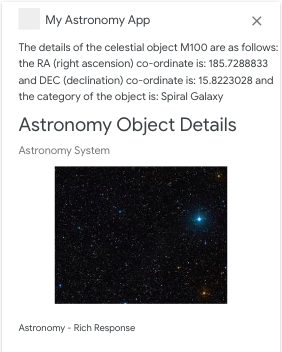 My Astronomy App
The details of the celestial object M100 are as follows:
the RA (right ascension) co-ordinate is: 185.7288833
and DEC (declination) co-ordinate is: 15.8223028 and
the category of the object is: Spiral Galaxy
Astronomy Object Details
Astronomy System
Astronomy - Rich Response